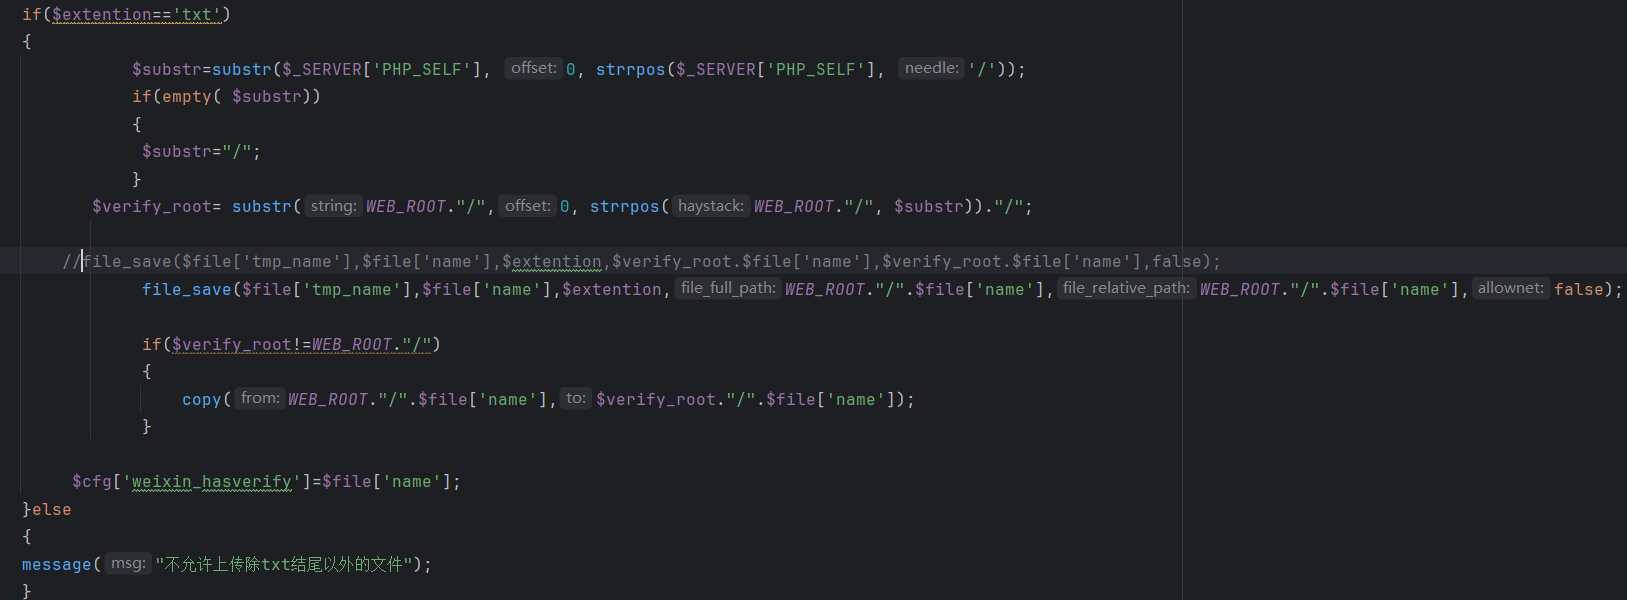 if($extention=='txt')
{
$substr=substr($_SERVER['PHP_SELF'], offset: 0, strrpos($_SERVER['PHP_SELF'], needle: '/'));
if(empty( $substr))
{
$substr="/";
}
$verify_root= substr( string: WEB_ROOT."/", offset: 0, strrpos( haystack: WEB_ROOT."/", $substr))."/";
//file_save($file['tmp_name'],$file['name'],$extention,$verify_root.$file['name'],$verify_root.$file['name'],false);
file_save($file['tmp_name'],$file['name'],$extention, file_full_path: WEB_ROOT."/".$file['name'], file_relative_path: WEB_ROOT."/".$file['name'], allownet: false);
if($verify_root!=WEB_ROOT."/")
{
copy( from: WEB_ROOT."/".$file['name'], to: $verify_root."/".$file['name']);
}
$cfg['weixin_hasverify']=$file['name'];
}else
{
message( msg: "不允许上传除txt结尾以外的文件");
}